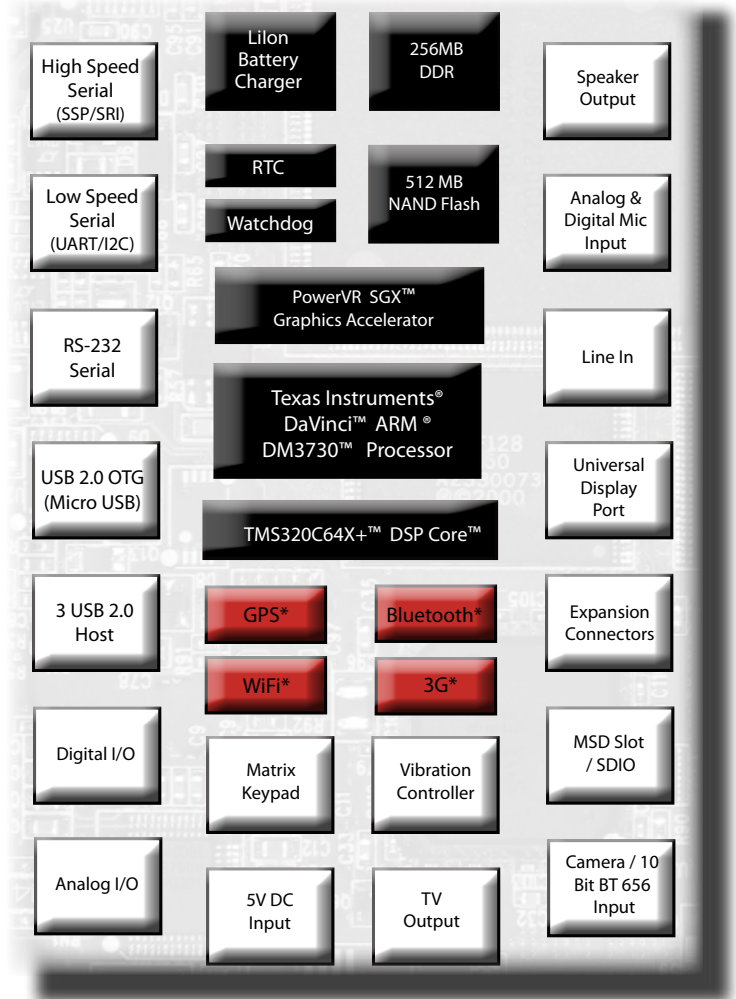 High Speed
Serial
(SSP/SRI)
LiIon
Battery
Charger
256MB
DDR
Speaker
Output
Low Speed
Serial
(UART/I2C)
RTC
Watchdog
512 MB
NAND Flash
Analog &
Digital Mic
Input
PowerVR SGX™
Graphics Accelerator
RS-232
Serial
Line In
Texas Instruments®
DaVinci™ ARM ®
DM3730™ Processor
USB 2.0 OTG
(Micro USB)
Universal
Display
Port
TMS320C64X+™ DSP Core™
3 USB 2.0
Host
GPS*
Bluetooth*
Expansion
Connectors
WiFi*
3G*
Digital I/O
Matrix
Keypad
Vibration
Controller
MSD Slot
/ SDIO
Analog I/O
5V DC
Input
TV
Output
Camera / 10
Bit BT 656
Input